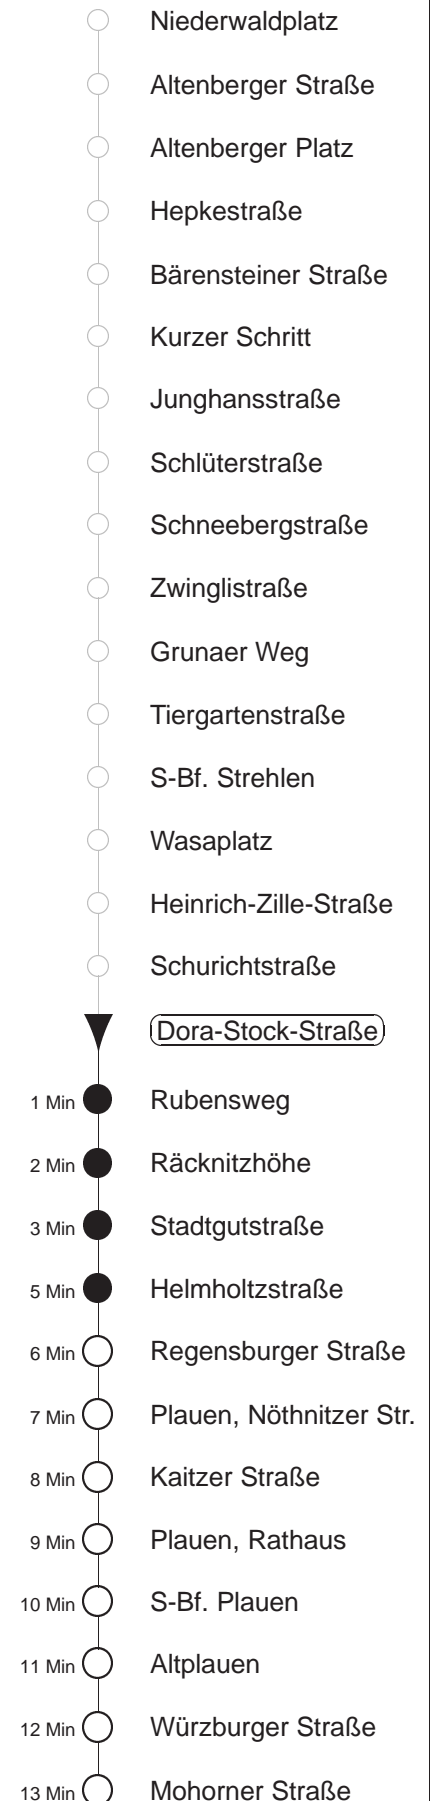 Niederwaldplatz
Altenberger Straße
Altenberger Platz
Hepkestraße
Bärensteiner Straße
Kurzer Schritt
Junghansstraße
Schlüterstraße
Schneebergstraße
Zwinglistraße
Grunaer Weg
Tiergartenstraße
S-Bf. Strehlen
Wasaplatz
Heinrich-Zille-Straße
Schurichtstraße
Dora-Stock-Straße
1 Min Rubensweg
2 Min Räcknitzhöhe
3 Min Stadtgutstraße
5 Min Helmholtzstraße
6 Min Regensburger Straße
7 Min Plauen, Nöthnitzer Str.
8 Min Kaitzer Straße
9 Min Plauen, Rathaus
10 Min S-Bf. Plauen
11 Min Altplauen
12 Min Würzburger Straße
13 Min Mohorner Straße